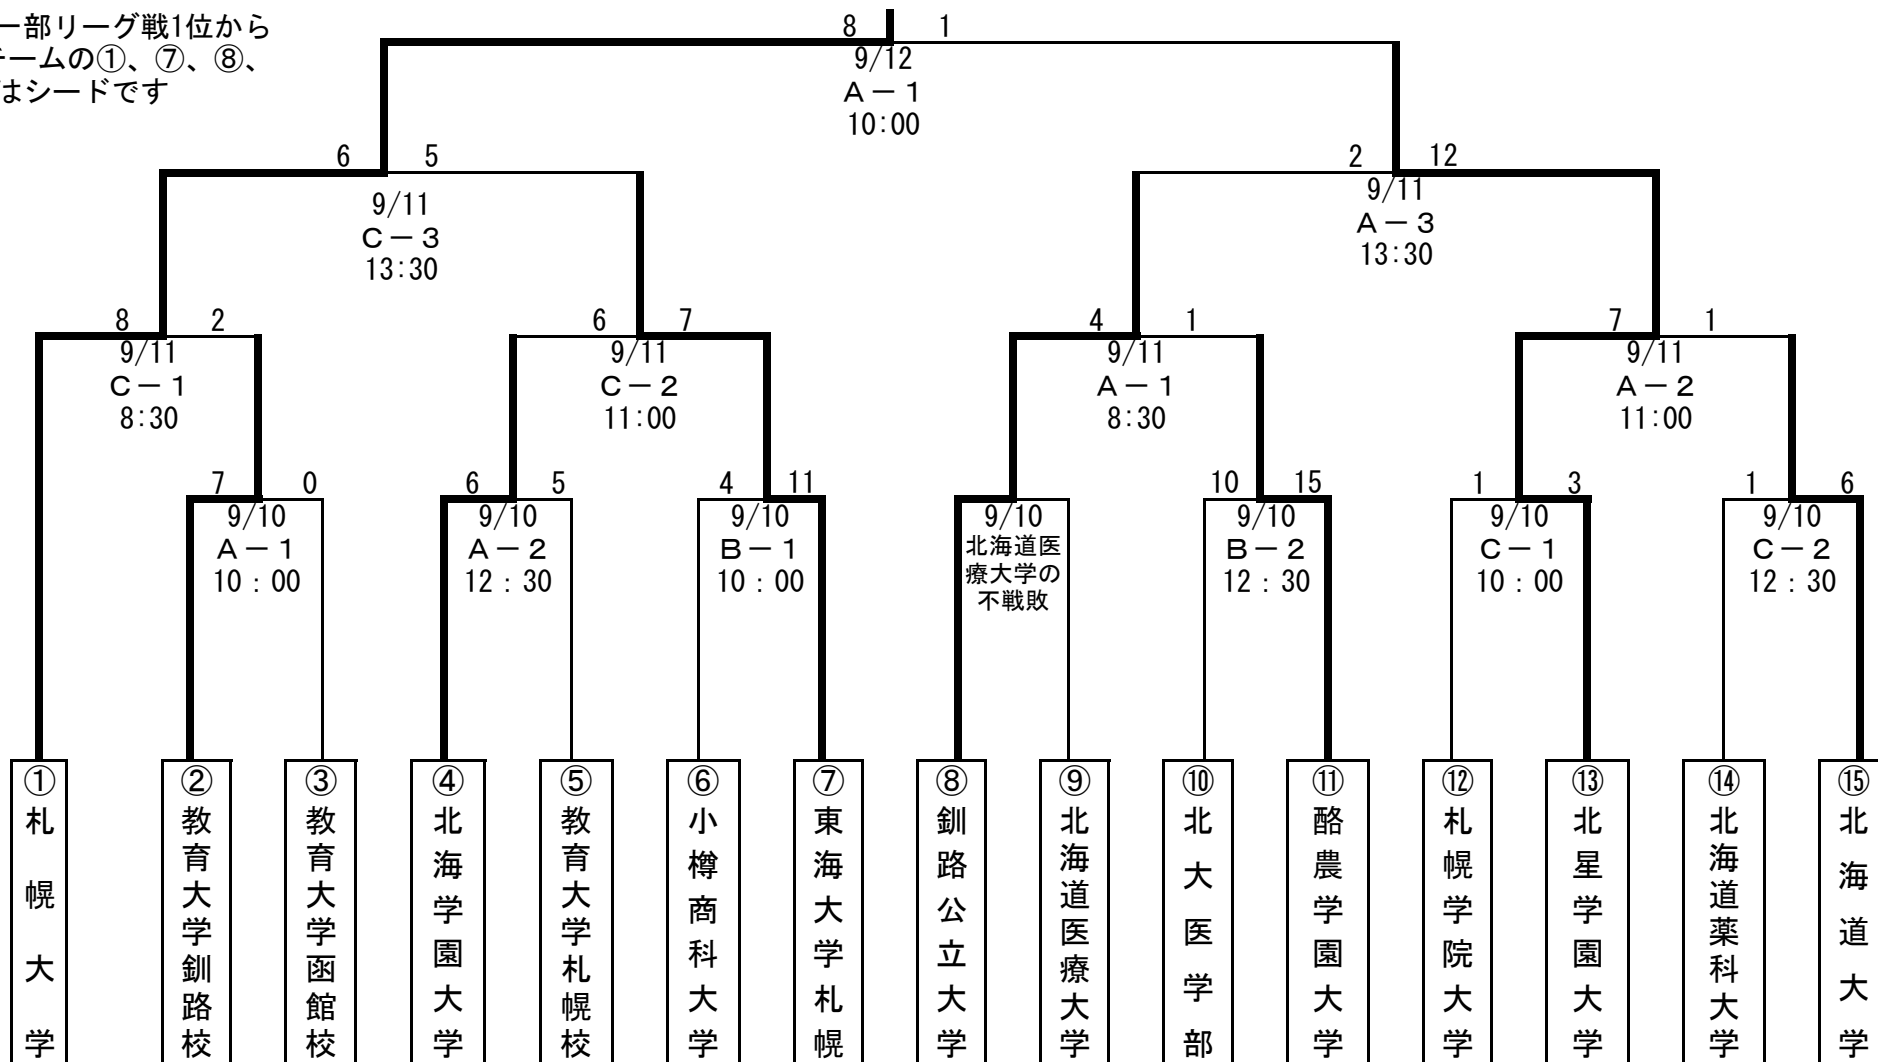 一部リーグ戦1位から
チームの①、⑦、⑧、
はシードです
8 1
9/12
A－1
10:00
6 5
9/11
C－3
13:30
2 12
9/11
A－3
13:30
8 2
9/11
C－1
8:30
6 7
9/11
C－2
11:00
4 1
9/11
A－1
8:30
7 1
9/11
A－2
11:00
7 0
9/10
A－1
10：00
6 5
9/10
A－2
12：30
4 11
9/10
B－1
10：00
9/10
北海道医
療大学の
不戦敗
10 15
9/10
B－2
12：30
1 3
9/10
C－1
10：00
1 6
9/10
C－2
12：30
①札幌大学
②教育大学釧路校
③教育大学函館校
④北海学園大学
⑤教育大学札幌校
⑥小樽商科大学
⑦東海大学札幌
⑧釧路公立大学
⑨北海道医療大学
⑩北大医学部
⑪酪農学園大学
⑫札幌学院大学
⑬北星学園大学
⑭北海道薬科大学
⑮北海道大学